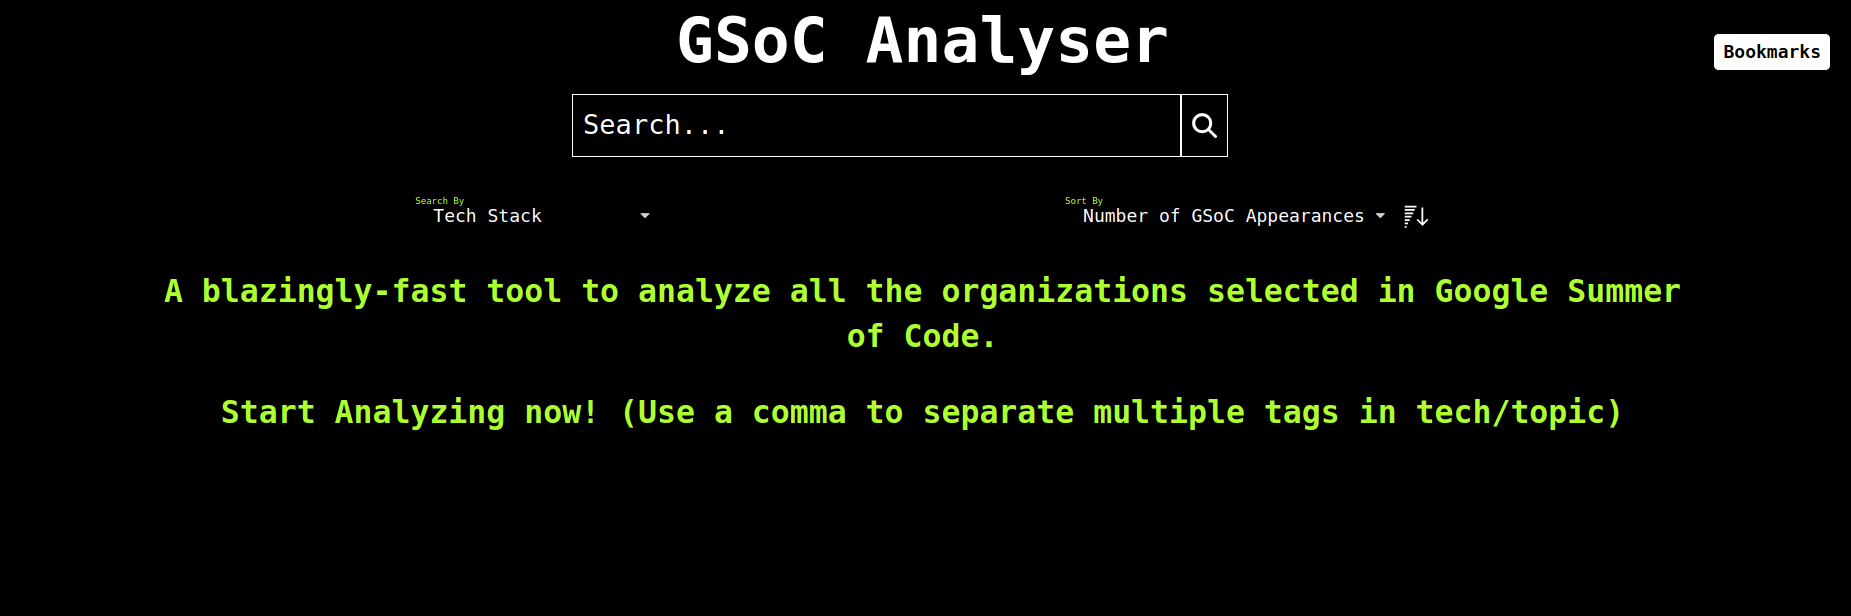 GSoC Analyser
Bookmarks
Search...
Search By
Tech Stack
Sort By
Number of GSoC Appearances
A blazingly-fast tool to analyze all the organizations selected in Google Summer
of Code.
Start Analyzing now! (Use a comma to separate multiple tags in tech/topic)